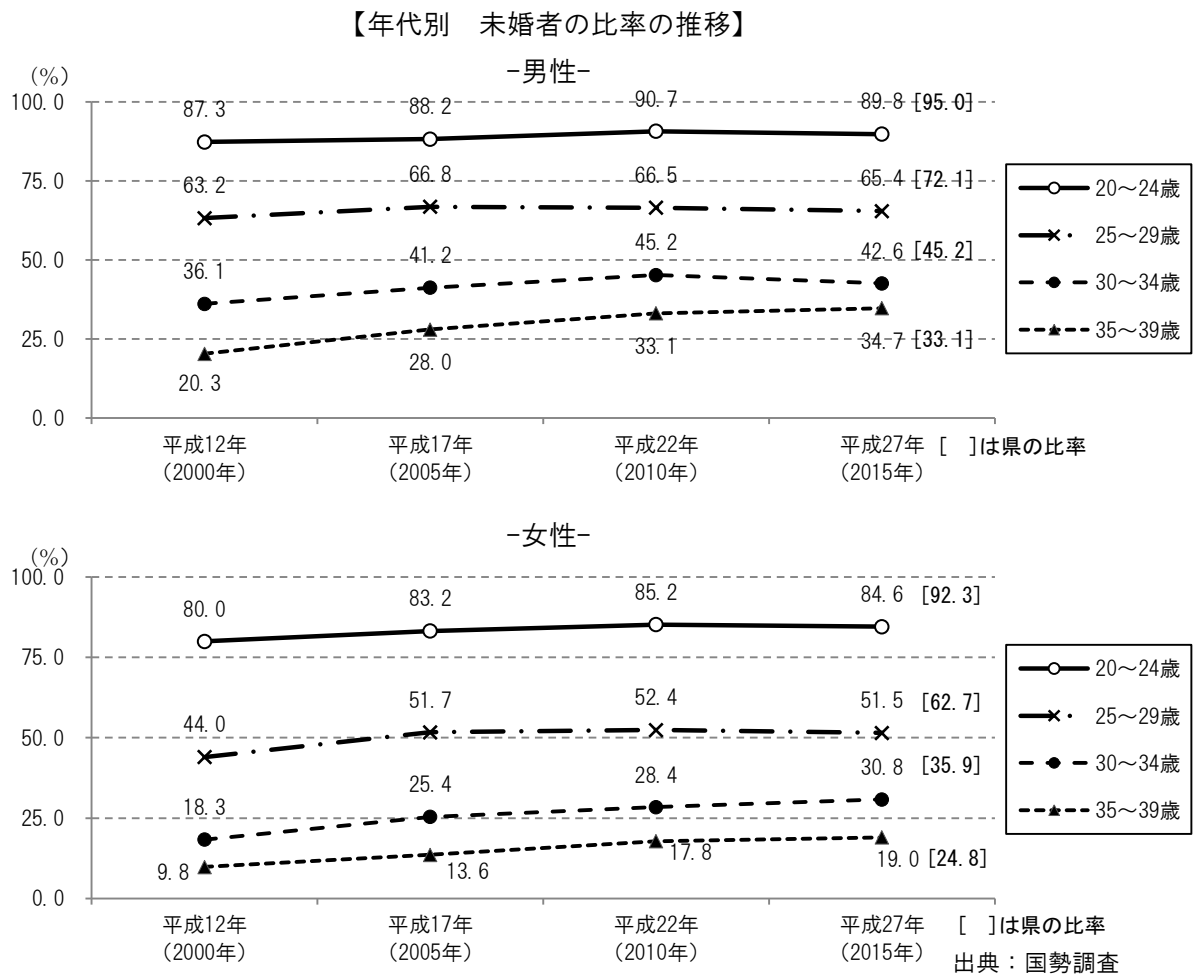 【年代別　未婚者の比率の推移】
-男性-
(%)
100.0
75.0
50.0
25.0
0.0
87.3 88.2 90.7 89.8 [95.0]
63.2 66.8 66.5 65.4 [72.1]
36.1 41.2 45.2 42.6 [45.2]
20.3 28.0 33.1 34.7 [33.1]
平成12年 平成17年 平成22年 平成27年 [　]は県の比率
(2000年) (2005年) (2010年) (2015年)
20～24歳
25～29歳
30～34歳
35～39歳
-女性-
(%)
100.0
75.0
50.0
25.0
0.0
80.0 83.2 85.2 84.6 [92.3]
44.0 51.7 52.4 51.5 [62.7]
18.3 25.4 28.4 30.8 [35.9]
9.8 13.6 17.8 19.0 [24.8]
平成12年 平成17年 平成22年 平成27年 [　]は県の比率
(2000年) (2005年) (2010年) (2015年)
20～24歳
25～29歳
30～34歳
35～39歳
出典：国勢調査